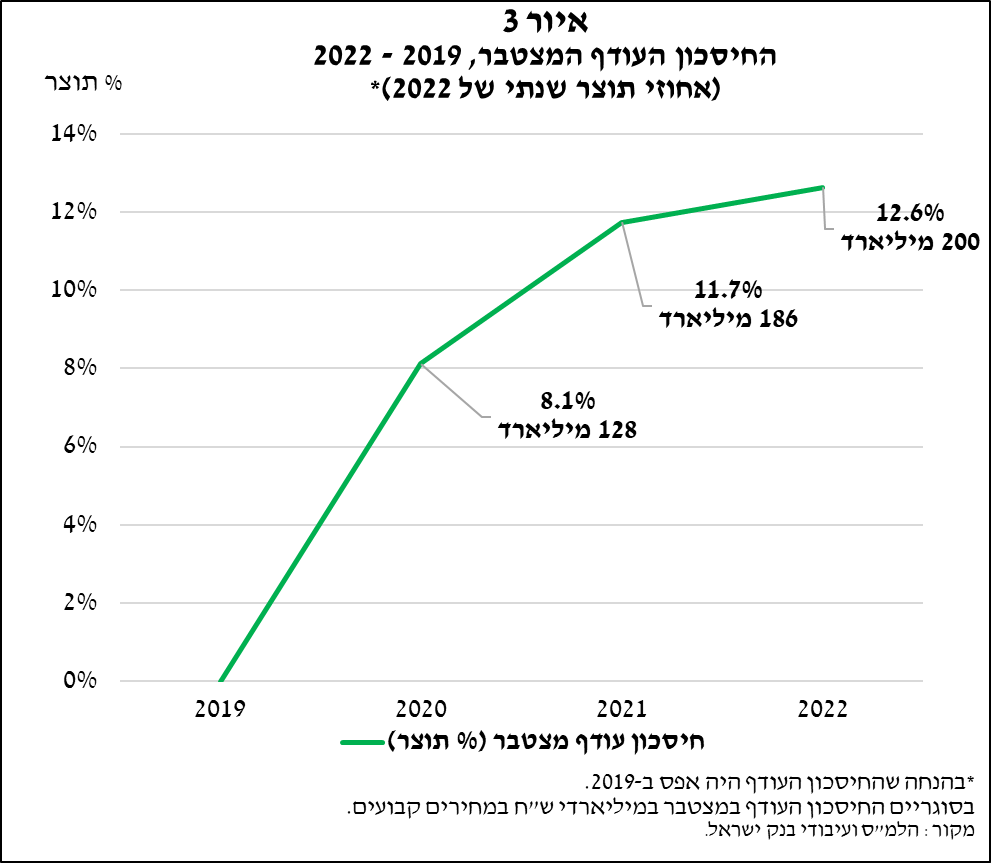 איור 3
החיסכון העודף המצטבר, 2019 - 2022
(אחוזי תוצר שנתי של 2022)*
% תוצר
14%
12%
10%
8%
6%
4%
2%
0%
12.6%
200 מיליארד
11.7%
186 מיליארד
8.1%
128 מיליארד
2019
2020
2021
2022
חיסכון עודף מצטבר (% תוצר)
*בהנחה שהחיסכון העודף היה אפס ב-2019.
בסוגריים החיסכון העודף במצטבר במיליארדי ש"ח במחירים קבועים.
מקור : הלמ"ס ועיבודי בנק ישראל.